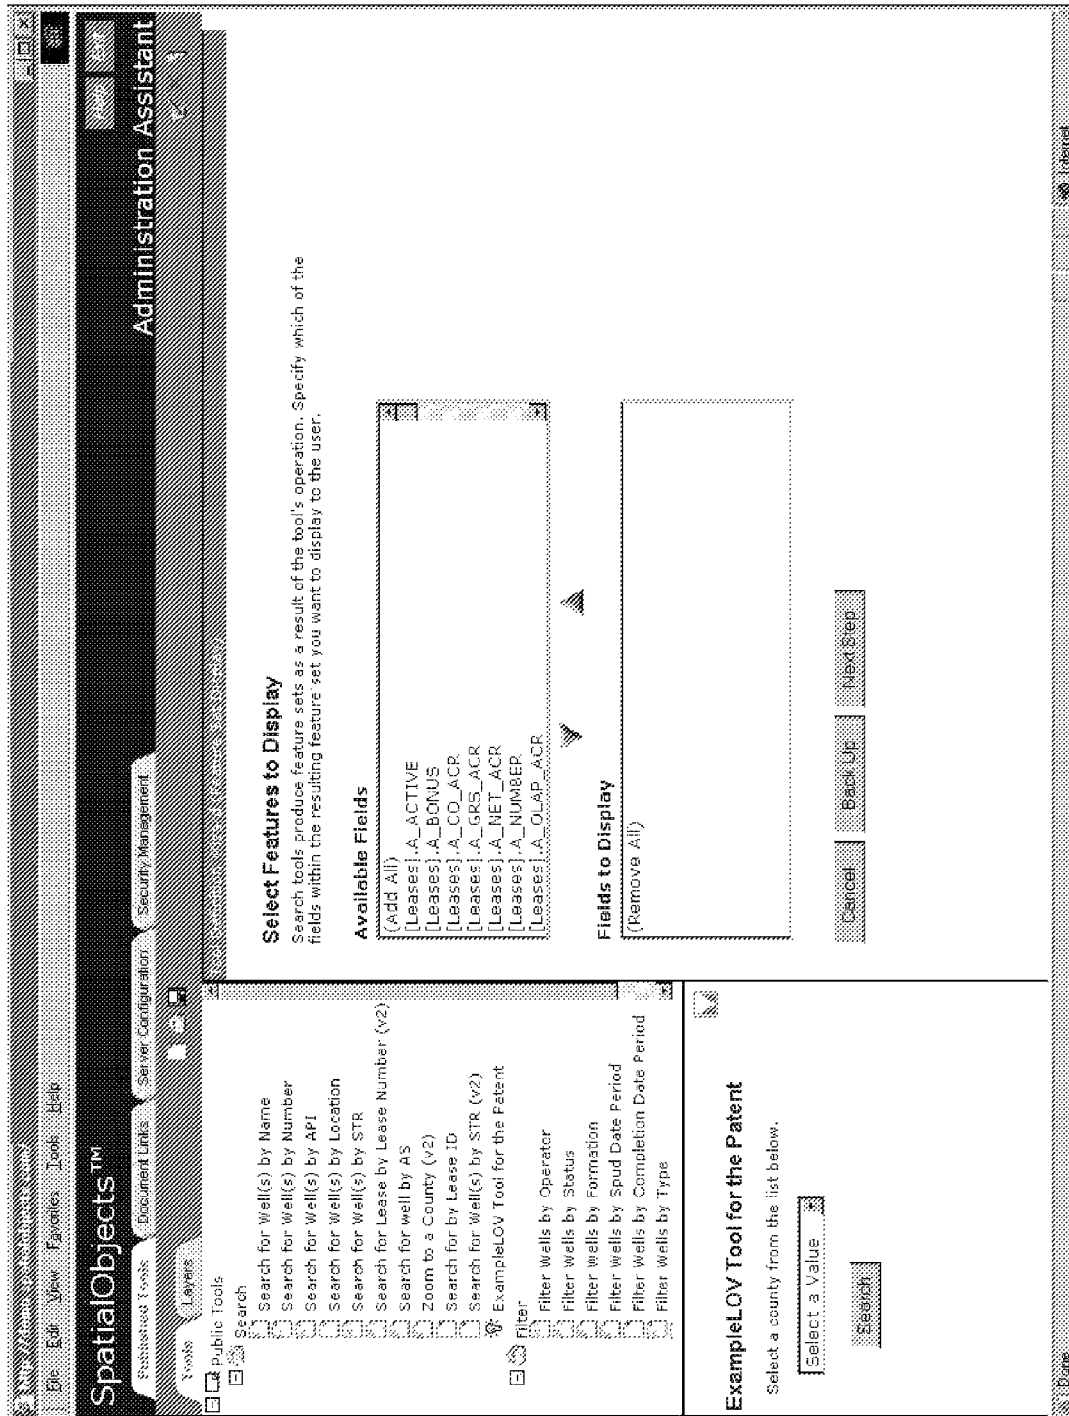 File Edit View Favorites Tools Help
SpatialObjects™
Administration Assistant
Published Tools
Document Links
Server Configuration
Security Management
Tools
Layers
Public Tools
Search
Search for Well(s) by Name
Search for Well(s) by Number
Search for Well(s) by API
Search for Well(s) by Location
Search for Well(s) by STR
Search for Lease by Lease Number (v2)
Search for well by AS
Zoom to a County (v2)
Search for by Lease ID
Search for Well(s) by STR (v2)
ExampleLOV Tool for the Patent
Filter
Filter Wells by Operator
Filter Wells by Status
Filter Wells by Formation
Filter Wells by Spud Date Period
Filter Wells by Completion Date Period
Filter Wells by Type
ExampleLOV Tool for the Patent
Select a county from the list below.
Select a Value
Search
Select Features to Display
Search tools produce feature sets as a result of the tool's operation. Specify which of the
fields within the resulting feature set you want to display to the user.
Available Fields
(Add All)
[Leases].A_ACTIVE
[Leases].A_BONUS
[Leases].A_CO_ACR
[Leases].A_GRS_ACR
[Leases].A_NET_ACR
[Leases].A_NUMBER
[Leases].A_OLAP_ACR
Fields to Display
(Remove All)
Cancel
Back Up
Next Step
Done
Internet